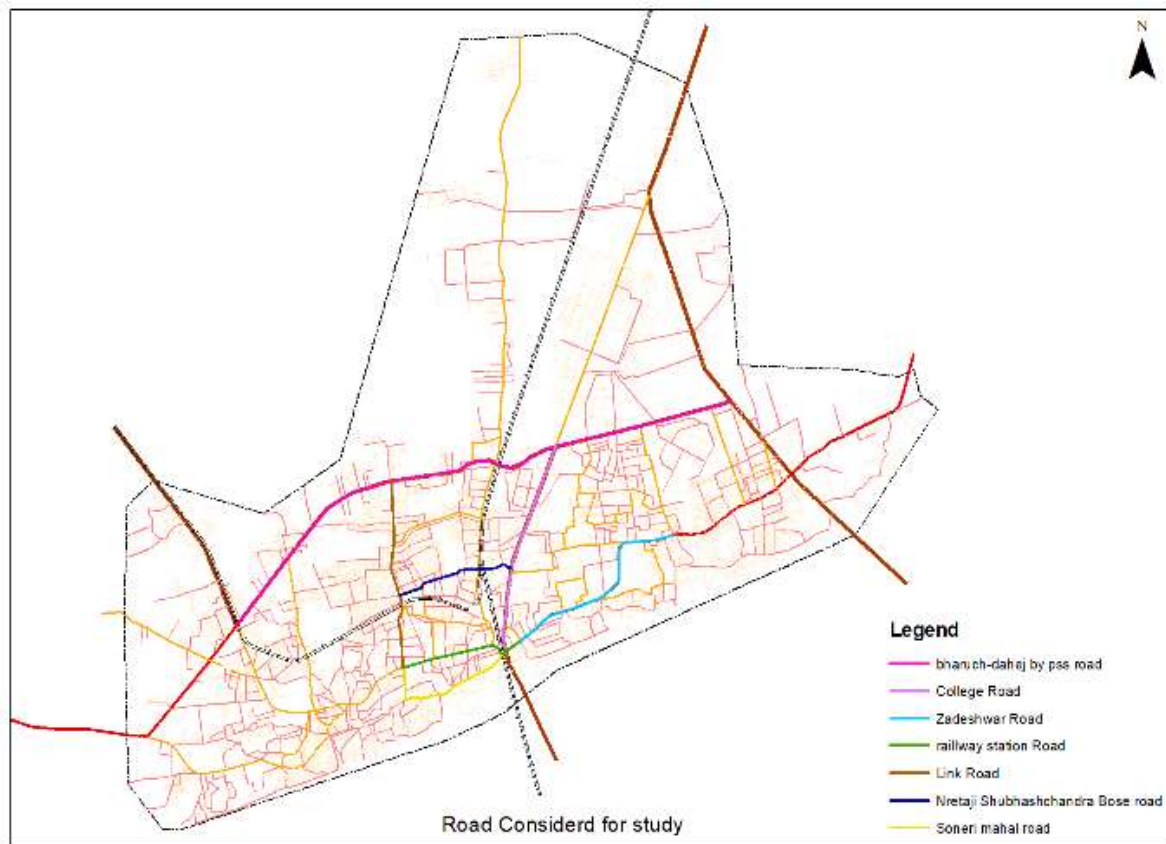 N
Legend
bharuch-dahej by pss road
College Road
Zadeshwar Road
raillway station Road
Link Road
Nretaji Shubhashchandra Bose road
Soneri mahal road
Road Considerd for study